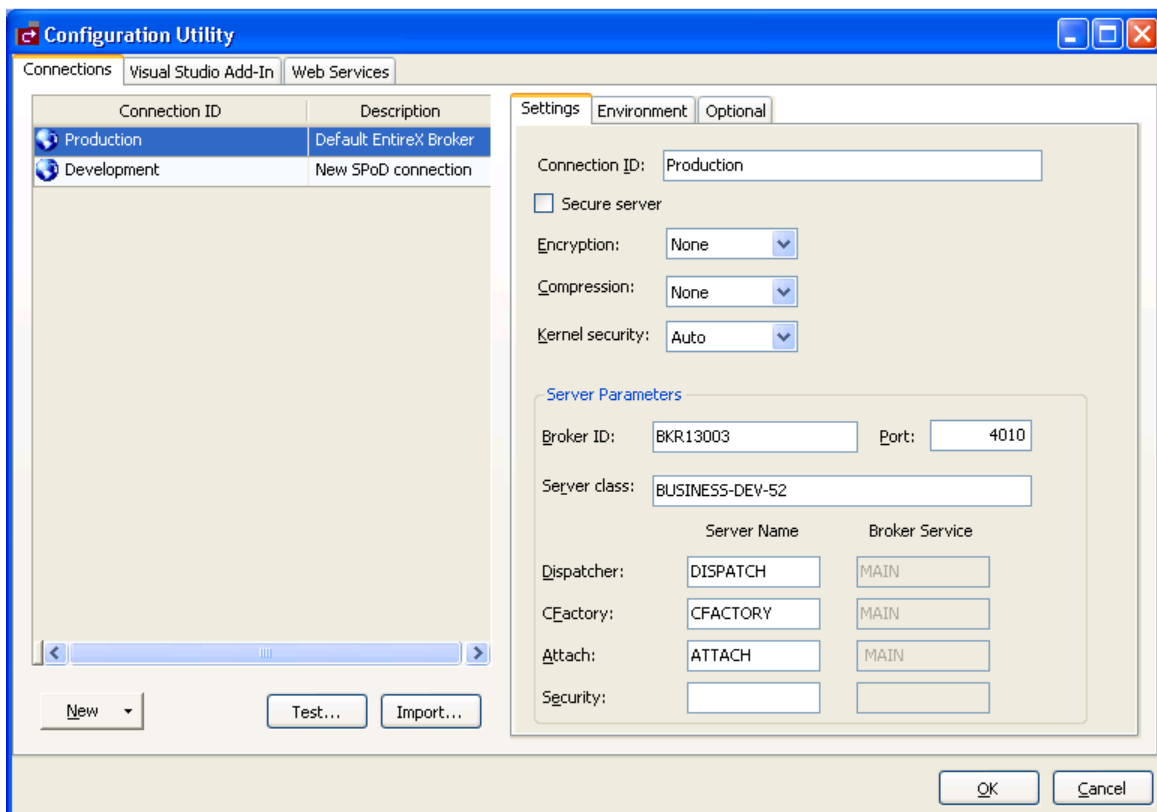 Configuration Utility
Connections Visual Studio Add-In Web Services
Connection ID Description
Production Default EntireX Broker
Development New SPoD connection
New Test... Import...
Settings Environment Optional
Connection ID: Production
Secure server
Encryption: None
Compression: None
Kernel security: Auto
Server Parameters
Broker ID: BKR13003 Port: 4010
Server class: BUSINESS-DEV-52
Server Name Broker Service
Dispatcher: DISPATCH MAIN
CFactory: CFACTORY MAIN
Attach: ATTACH MAIN
Security:
OK Cancel